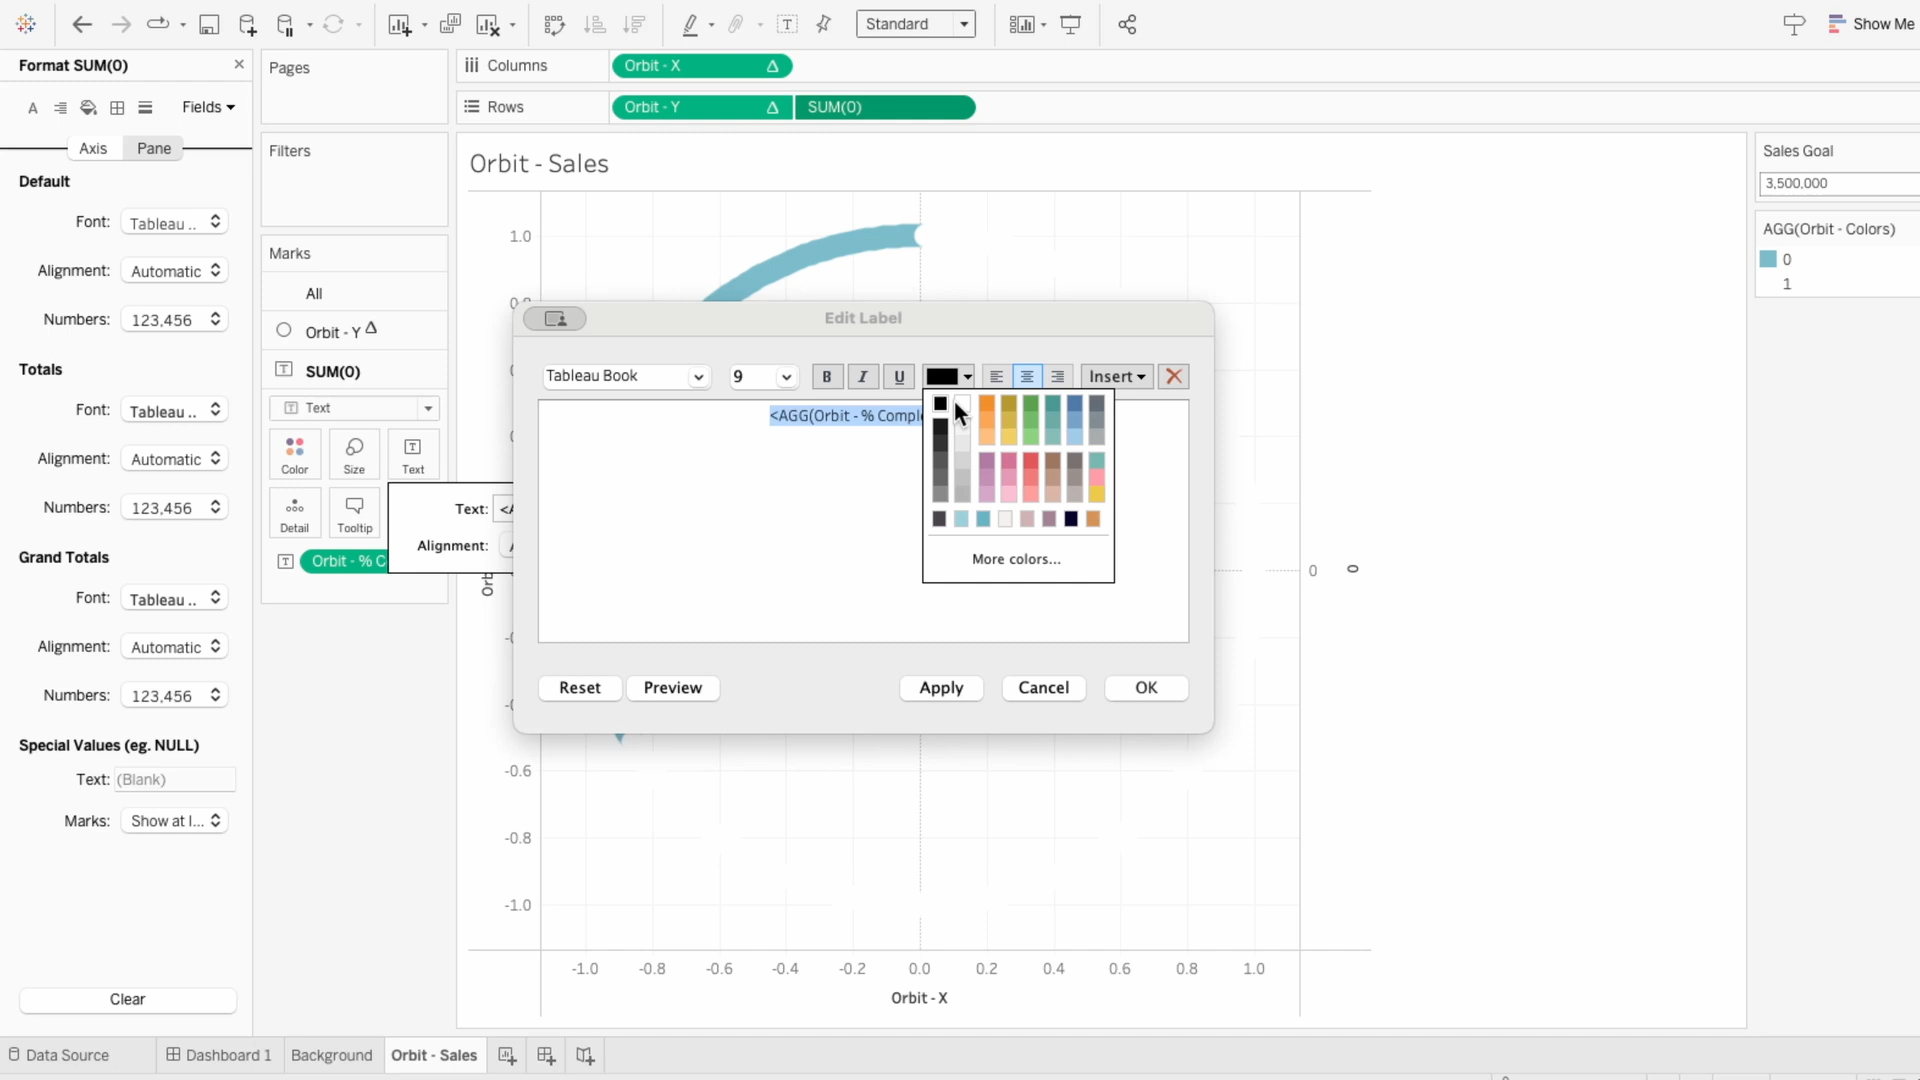 Standard
Show Me
Format SUM(0)
Fields
Axis
Pane
Default
Font:
Tableau ..
Alignment:
Automatic
Numbers:
123,456
Totals
Font:
Tableau ..
Alignment:
Automatic
Numbers:
123,456
Grand Totals
Font:
Tableau ..
Alignment:
Automatic
Numbers:
123,456
Special Values (eg. NULL)
Text:
(Blank)
Marks:
Show at l...
Clear
Pages
Filters
Marks
All
Orbit - Y
SUM(0)
Text
Color
Size
Text
Detail
Tooltip
Orbit - % C
Text:
Alignment:
Columns
Orbit - X
Rows
Orbit - Y
SUM(0)
Orbit - Sales
1.0
-0.6
-0.8
-1.0
-1.0
-0.8
-0.6
-0.4
-0.2
0.0
0.2
0.4
0.6
0.8
1.0
Orbit - X
0
0
Edit Label
Tableau Book
9
B
I
U
Insert
<AGG(Orbit - % Comple
More colors...
Reset
Preview
Apply
Cancel
OK
Sales Goal
3,500,000
AGG(Orbit - Colors)
0
1
Data Source
Dashboard 1
Background
Orbit - Sales